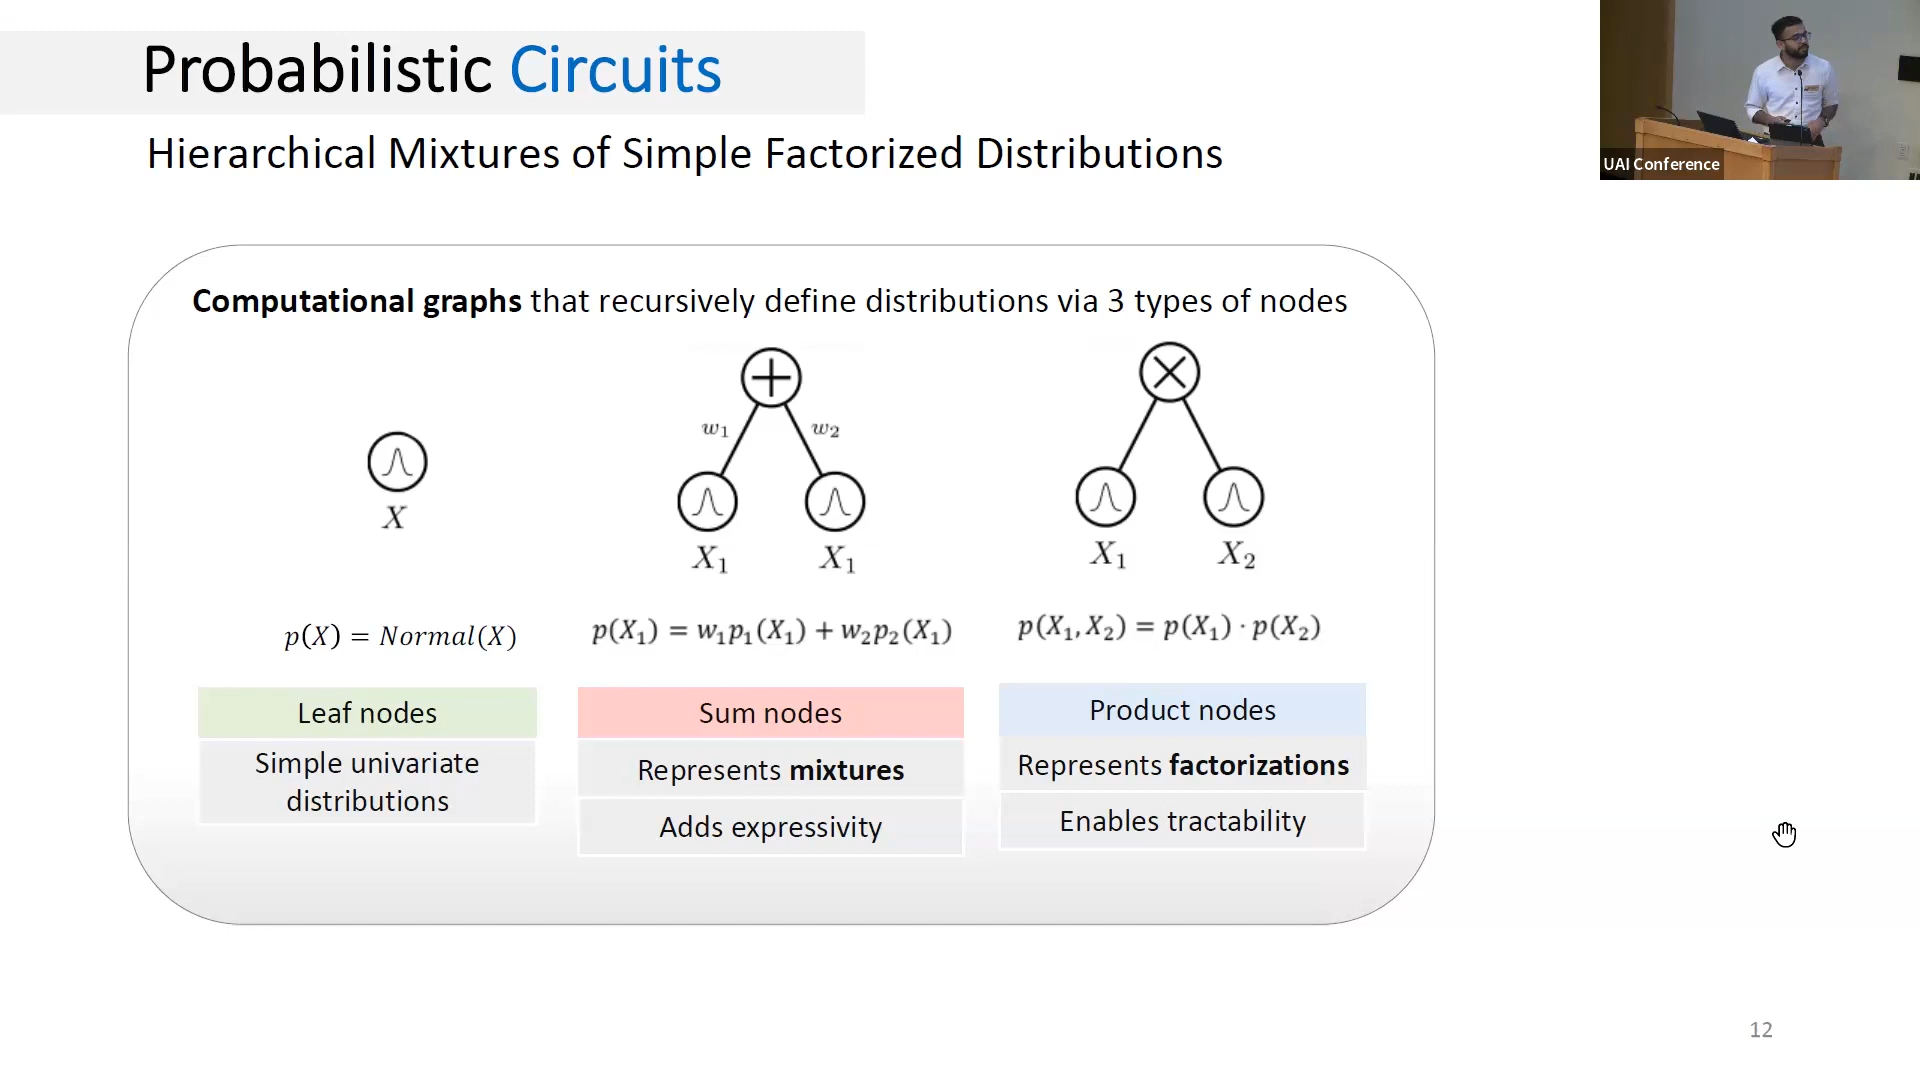 Probabilistic Circuits
Hierarchical Mixtures of Simple Factorized Distributions
UAI Conference
Computational graphs that recursively define distributions via 3 types of nodes
w₁ w₂
X
X₁ X₁
X₁ X₂
p(X) = Normal(X)
p(X₁) = w₁p₁(X₁) + w₂p₂(X₁)
p(X₁, X₂) = p(X₁) · p(X₂)
Leaf nodes
Simple univariate
distributions
Sum nodes
Represents mixtures
Adds expressivity
Product nodes
Represents factorizations
Enables tractability
12